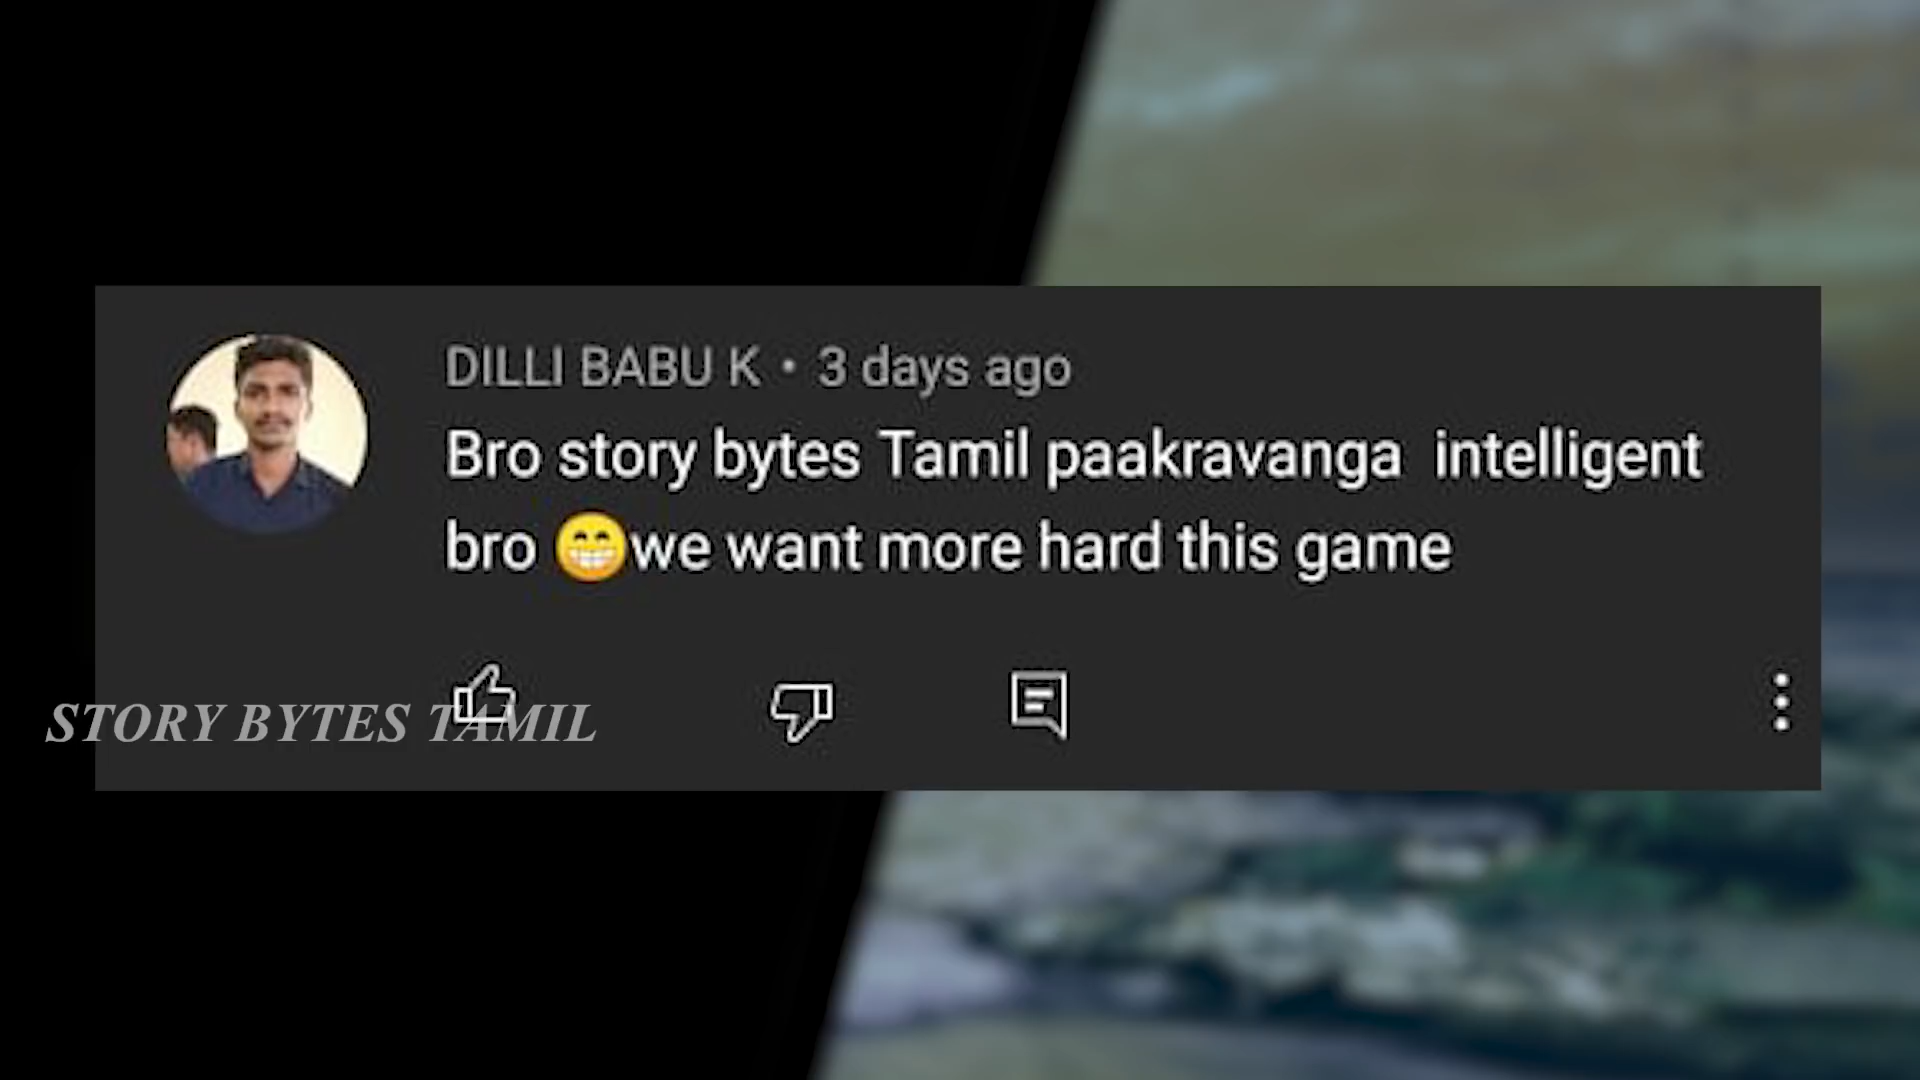 DILLI BABU K • 3 days ago
Bro story bytes Tamil paakravanga intelligent
bro 😁we want more hard this game
STORY BYTES TAMIL